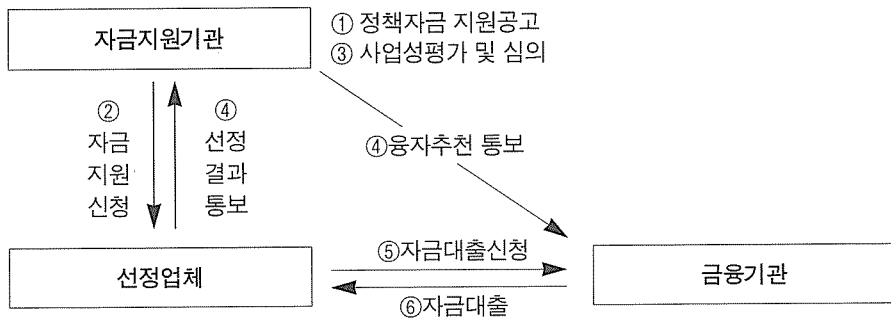 자금지원기관
① 정책자금 지원공고
③ 사업성평가 및 심의
②
자금
지원
신청
④
선정
결과
통보
④융자추천 통보
선정업체
⑤자금대출신청
⑥자금대출
금융기관